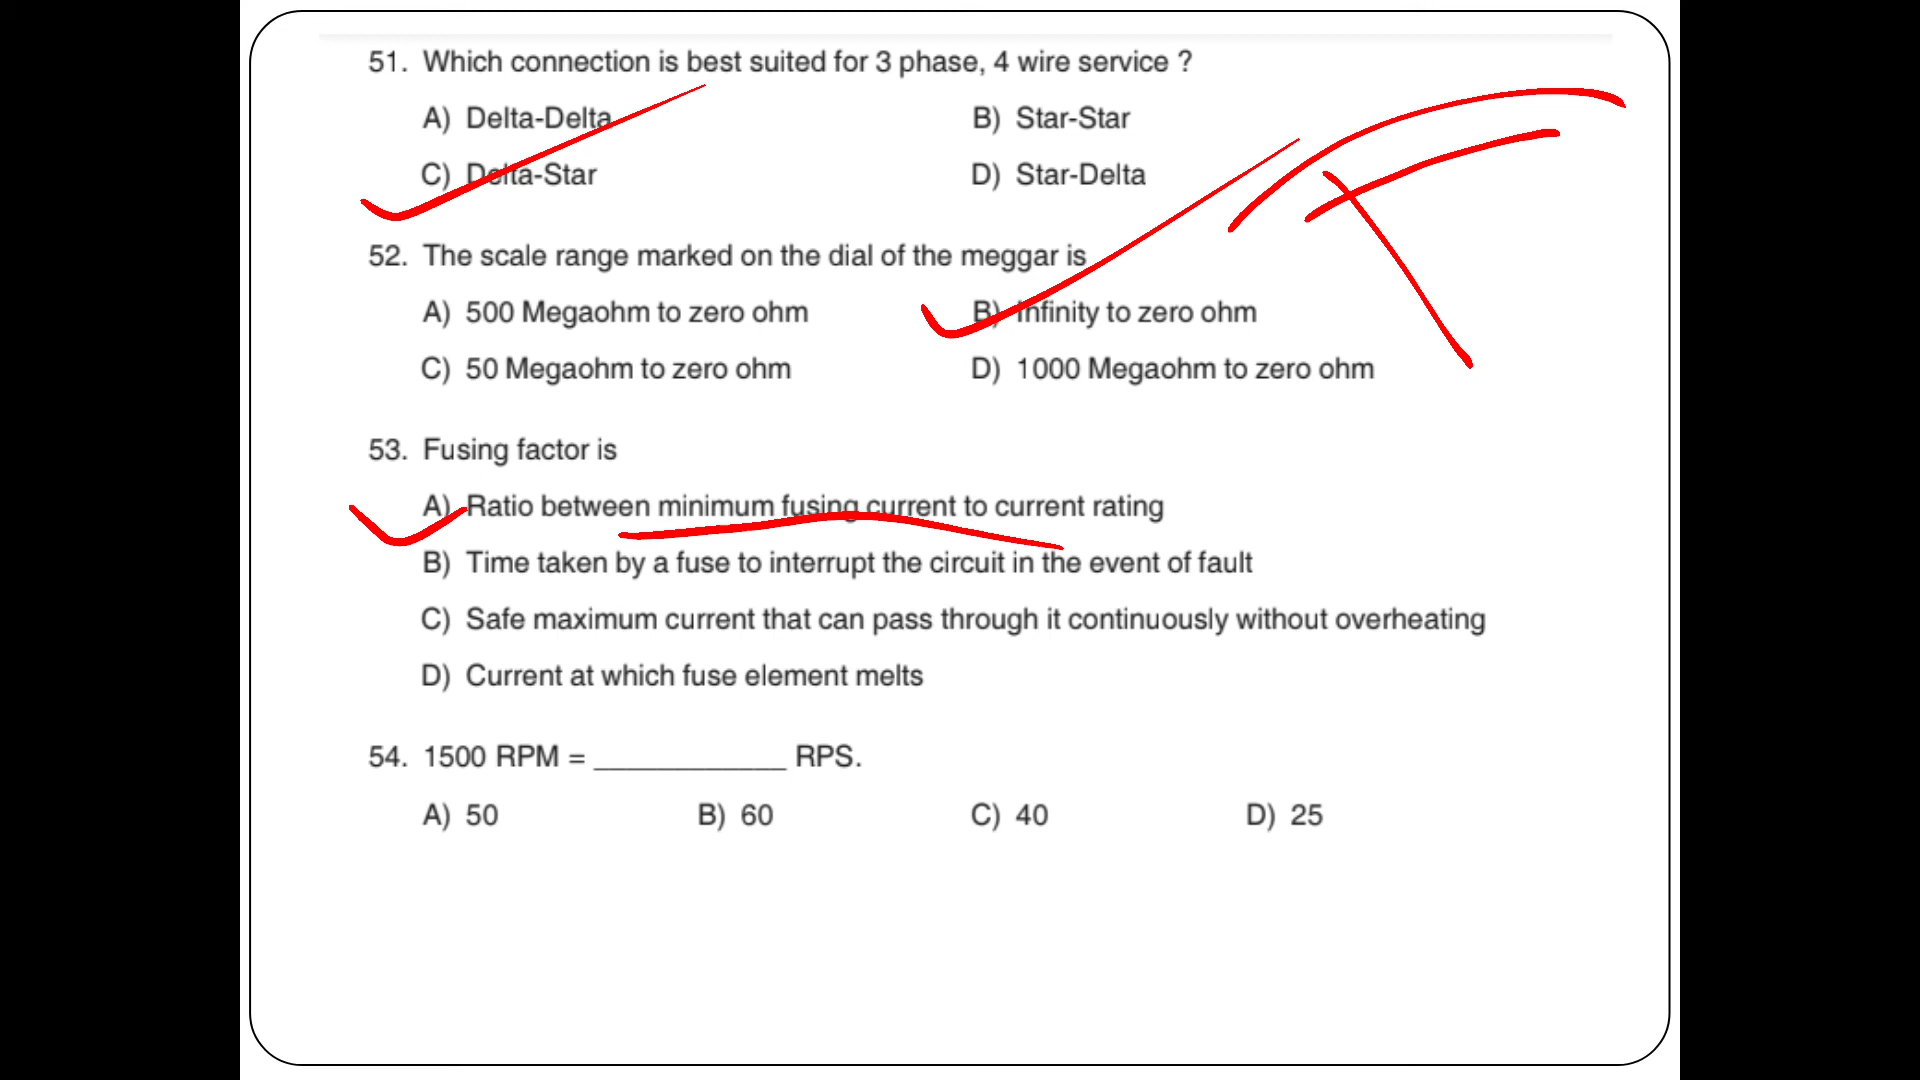 51. Which connection is best suited for 3 phase, 4 wire service ?
A) Delta-Delta B) Star-Star
C) Delta-Star D) Star-Delta
52. The scale range marked on the dial of the meggar is
A) 500 Megaohm to zero ohm B) Infinity to zero ohm
C) 50 Megaohm to zero ohm D) 1000 Megaohm to zero ohm
53. Fusing factor is
A) Ratio between minimum fusing current to current rating
B) Time taken by a fuse to interrupt the circuit in the event of fault
C) Safe maximum current that can pass through it continuously without overheating
D) Current at which fuse element melts
54. 1500 RPM = ____________ RPS.
A) 50 B) 60 C) 40 D) 25